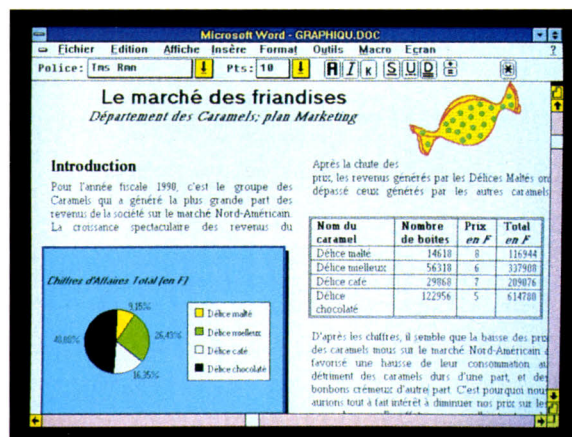 Microsoft Word - GRAPHIQU.DOC
Fichier Edition Affiche Insère Format Outils Macro Ecran ?
Police: Tms Rmn Pts: 10 A I K S U D
Le marché des friandises
Département des Caramels; plan Marketing
Introduction
Pour l'année fiscale 1990, c'est le groupe des
Caramels qui a généré la plus grande part des
revenus de la société sur le marché Nord-Américain.
La croissance spectaculaire des revenus du
Chiffres d'Affaires Total (en F)
9,15%
26,43%
16,35%
Délice malté
Délice moelleux
Délice café
Délice chocolaté
Après la chute des
prix, les revenus générés par les Délices Maltés on
dépassé ceux générés par les autres caramels
Nom du caramel Nombre de boites Prix en F Total en F
Délice malté 14618 8 116944
Délice moelleux 56318 6 337908
Délice café 29868 7 209076
Délice chocolaté 122956 5 614780
D'après les chiffres, il semble que la baisse des prix
des caramels mous sur le marché Nord-Américain a
favorisé une hausse de leur consommation au
détriment des caramels durs d'une part, et des
bonbons crémeux d'autre part. C'est pourquoi nous
aurions tout à fait intérêt à diminuer nos prix sur les